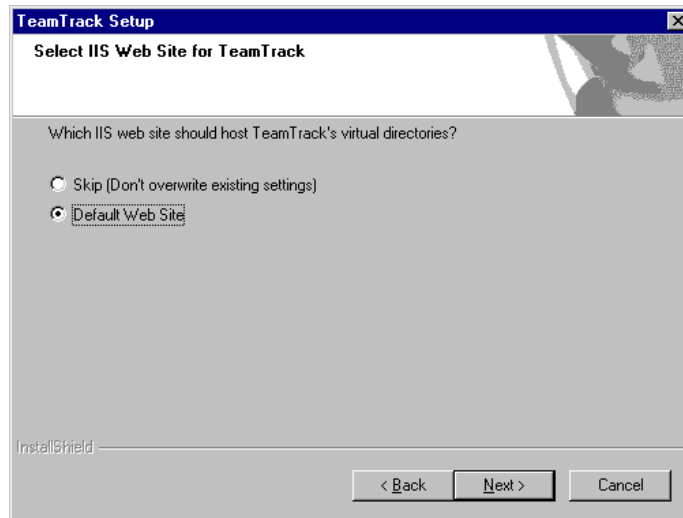 TeamTrack Setup
Select IIS Web Site for TeamTrack
Which IIS web site should host TeamTrack's virtual directories?
Skip (Don't overwrite existing settings)
Default Web Site
InstallShield
< Back Next > Cancel